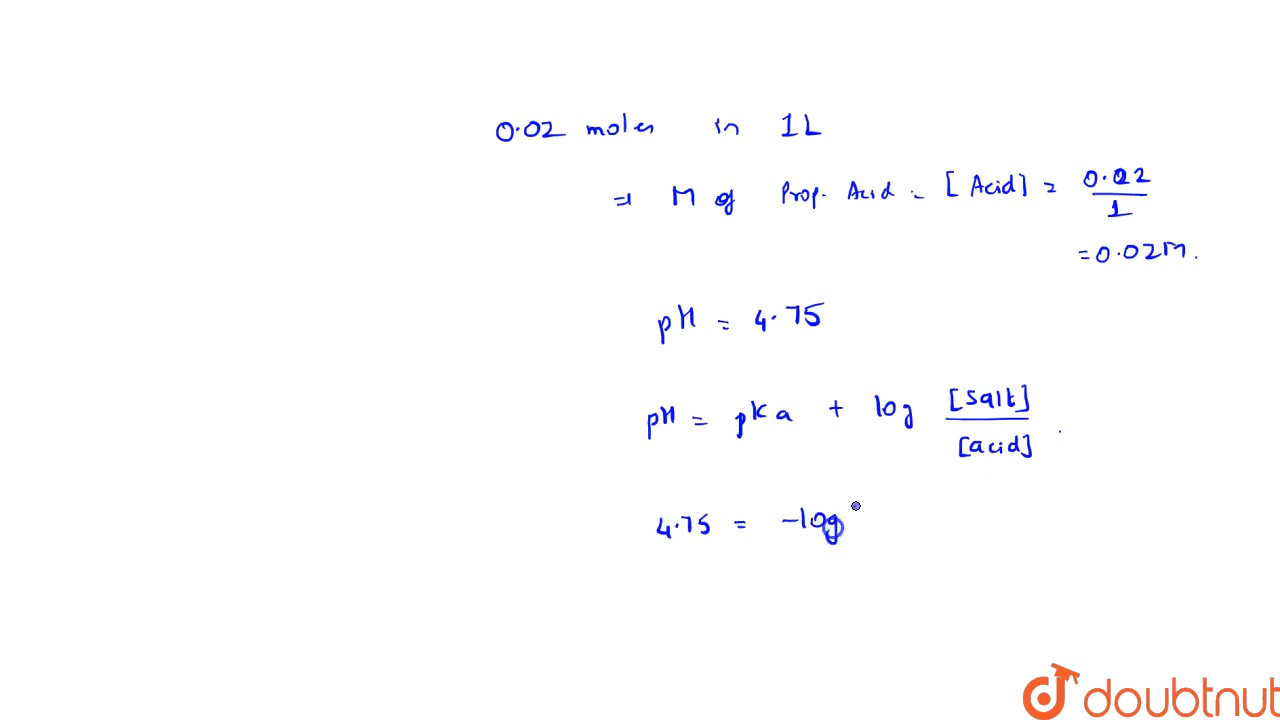 0.02 moles in 1L
⇒ M of Prop. Acid = [Acid] = 0.02/1
= 0.02M.
pH = 4.75
pH = pKa + log [Salt]/[acid]
4.75 = -log
doubtnut